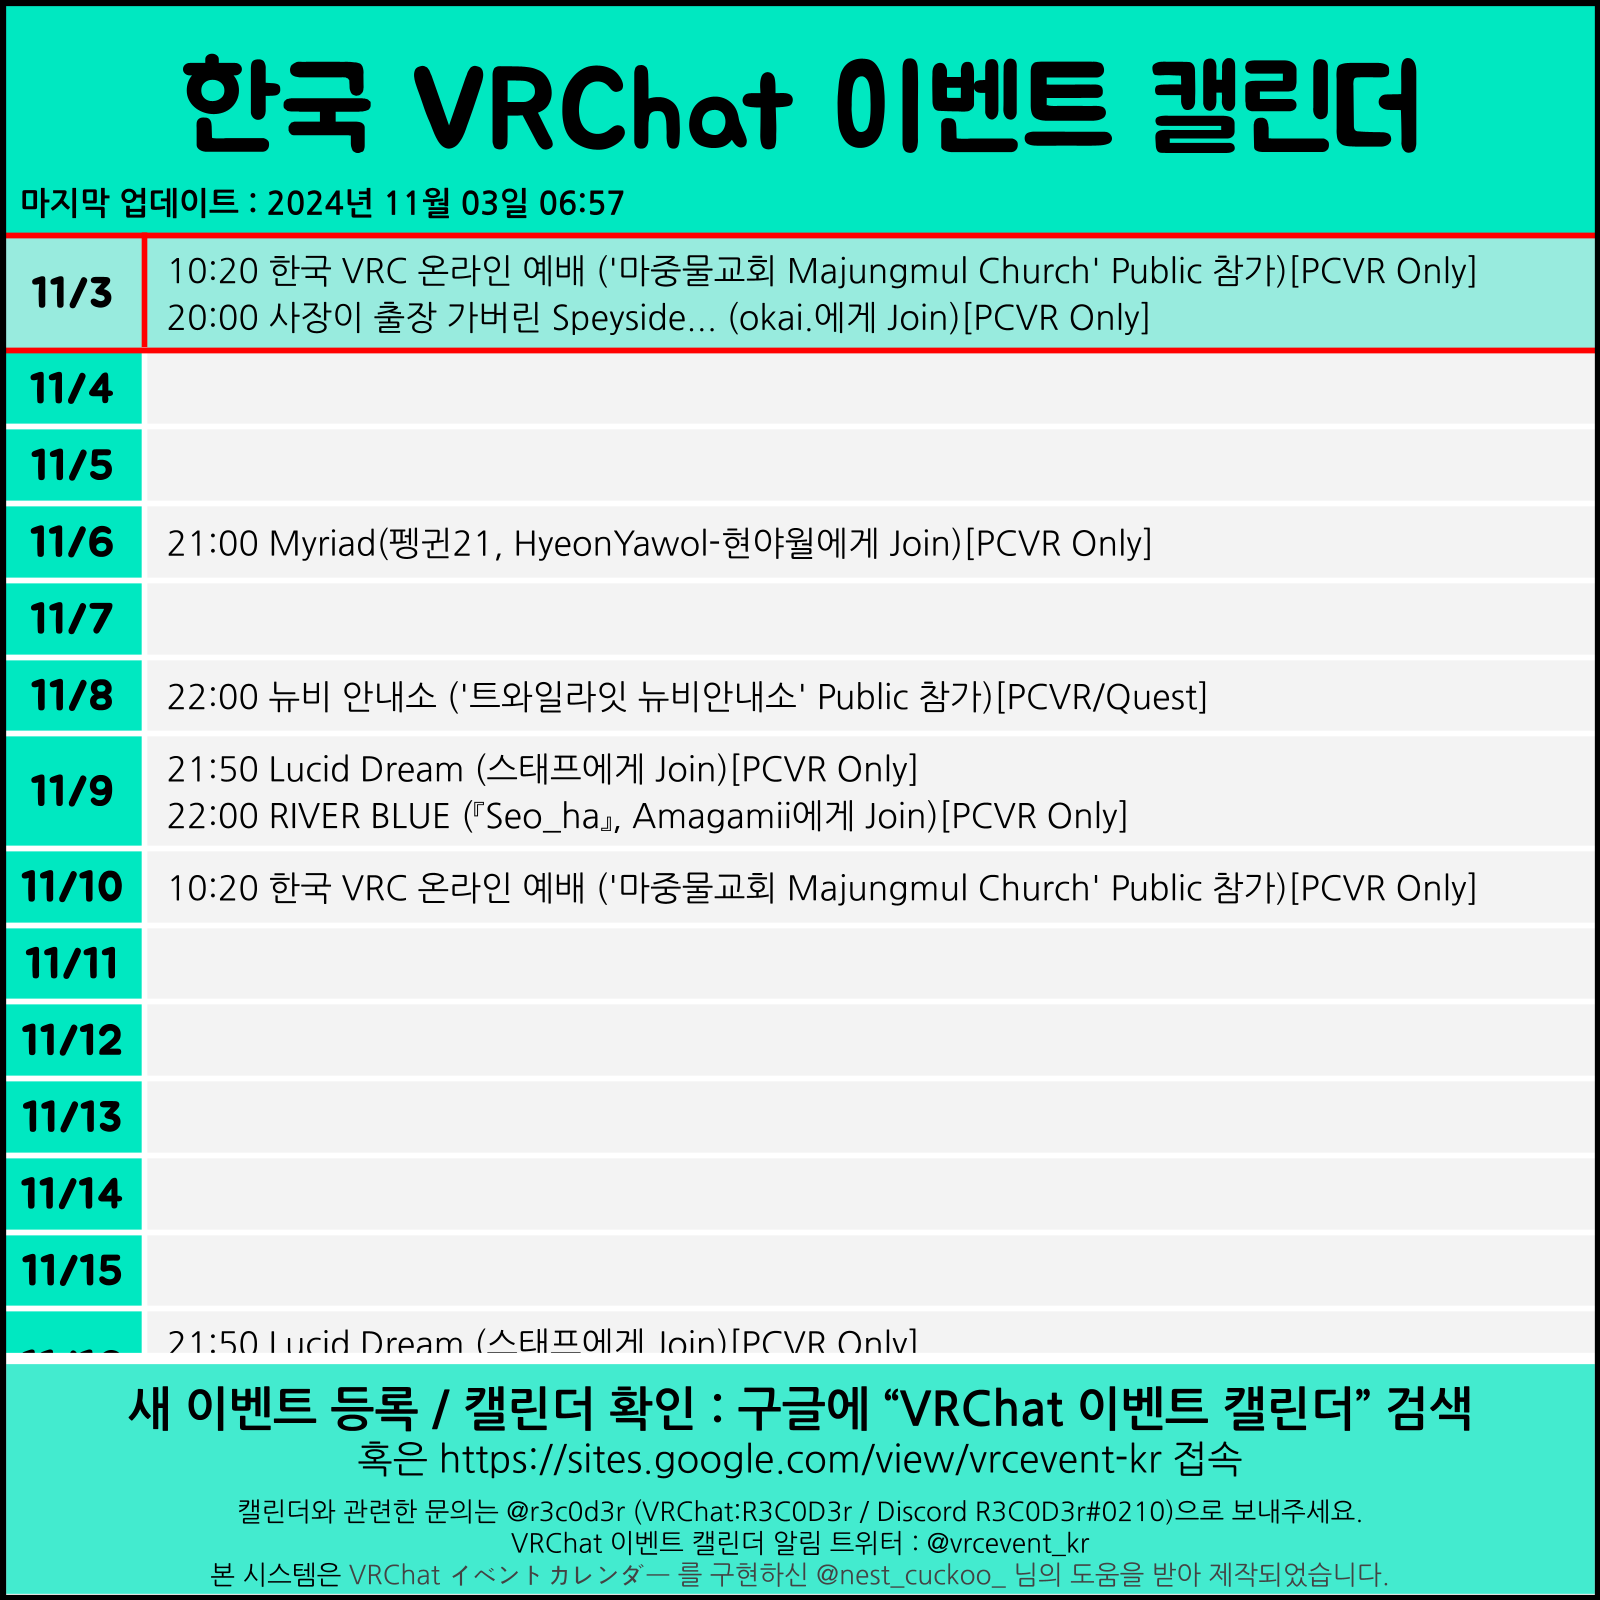 한국 VRChat 이벤트 캘린더
마지막 업데이트 : 2024년 11월 03일 06:57
11/3
10:20 한국 VRC 온라인 예배 ('마중물교회 Majungmul Church' Public 참가)[PCVR Only]
20:00 사장이 출장 가버린 Speyside... (okai.에게 Join)[PCVR Only]
11/4
11/5
11/6
21:00 Myriad(펭귄21, HyeonYawol-현야월에게 Join)[PCVR Only]
11/7
11/8
22:00 뉴비 안내소 ('트와일라잇 뉴비안내소' Public 참가)[PCVR/Quest]
11/9
21:50 Lucid Dream (스태프에게 Join)[PCVR Only]
22:00 RIVER BLUE (『Seo_ha』, Amagamii에게 Join)[PCVR Only]
11/10
10:20 한국 VRC 온라인 예배 ('마중물교회 Majungmul Church' Public 참가)[PCVR Only]
11/11
11/12
11/13
11/14
11/15
21:50 Lucid Dream (스태프에게 Join)[PCVR Only]
새 이벤트 등록 / 캘린더 확인 : 구글에 “VRChat 이벤트 캘린더” 검색
혹은 https://sites.google.com/view/vrcevent-kr 접속
캘린더와 관련한 문의는 @r3c0d3r (VRChat:R3C0D3r / Discord R3C0D3r#0210)으로 보내주세요.
VRChat 이벤트 캘린더 알림 트위터 : @vrcevent_kr
본 시스템은 VRChat イベントカレンダー 를 구현하신 @nest_cuckoo_ 님의 도움을 받아 제작되었습니다.